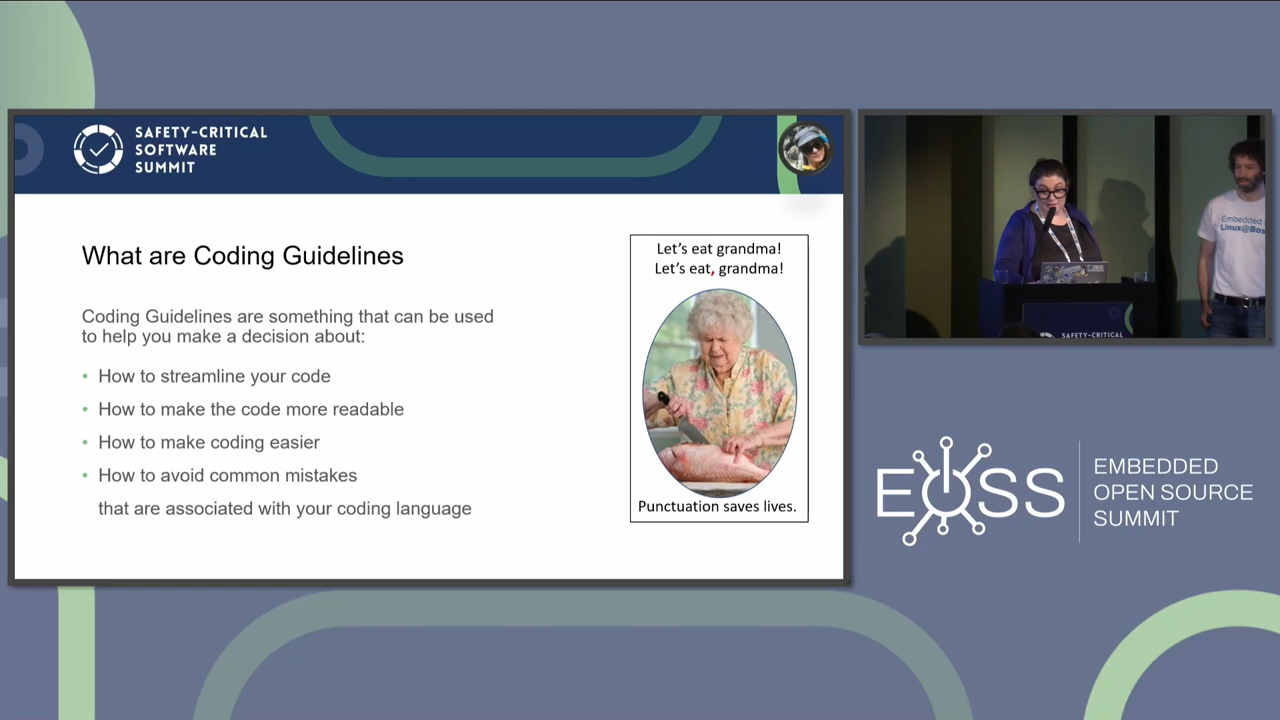 SAFETY-CRITICAL
SOFTWARE
SUMMIT
What are Coding Guidelines
Coding Guidelines are something that can be used
to help you make a decision about:
• How to streamline your code
• How to make the code more readable
• How to make coding easier
• How to avoid common mistakes
that are associated with your coding language
Let's eat grandma!
Let's eat, grandma!
Punctuation saves lives.
Embedded
Linux@Bos
SAFETY-CRITICAL
EOSS
EMBEDDED
OPEN SOURCE
SUMMIT